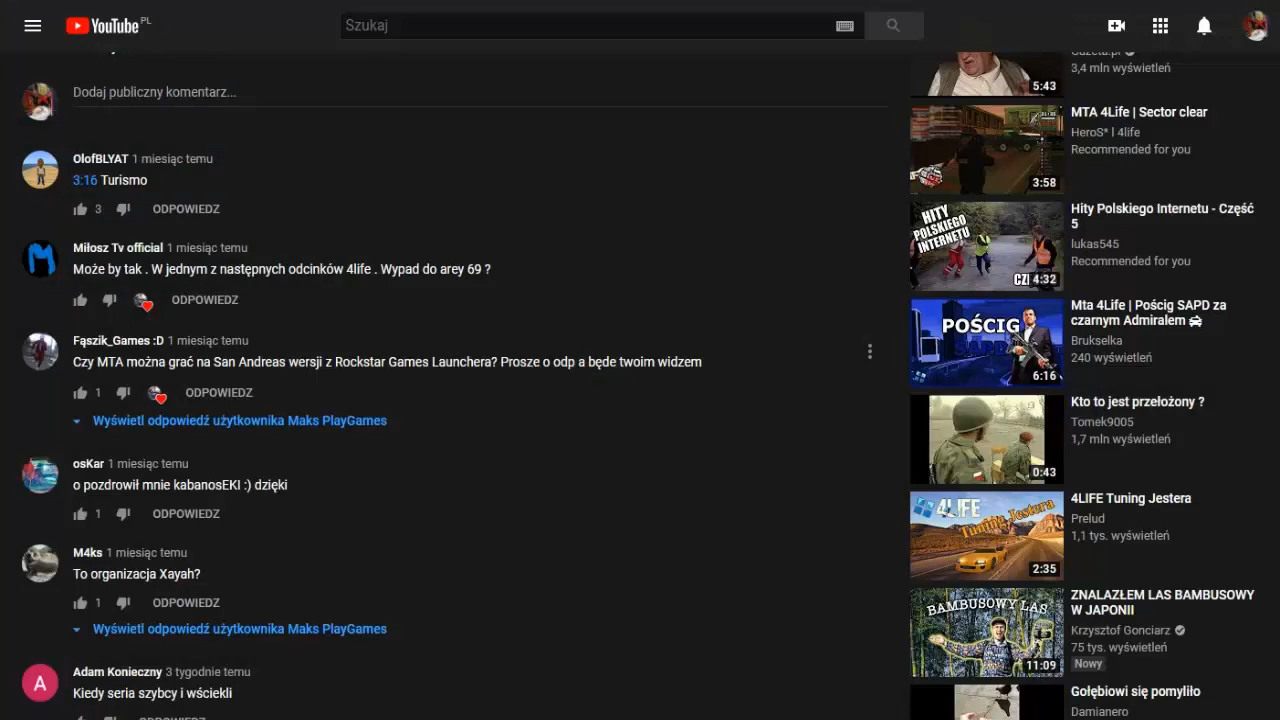 YouTube PL
Szukaj
Dodaj publiczny komentarz...
OlofBLYAT 1 miesiąc temu
3:16 Turismo
3 ODPOWIEDZ
Miłosz Tv official 1 miesiąc temu
Może by tak . W jednym z następnych odcinków 4life . Wypad do arey 69 ?
ODPOWIEDZ
Fąszik_Games :D 1 miesiąc temu
Czy MTA można grać na San Andreas wersji z Rockstar Games Launchera? Prosze o odp a będe twoim widzem
1 ODPOWIEDZ
Wyświetl odpowiedź użytkownika Maks PlayGames
osKar 1 miesiąc temu
o pozdrowił mnie kabanosEKI :) dzięki
1 ODPOWIEDZ
M4ks 1 miesiąc temu
To organizacja Xayah?
1 ODPOWIEDZ
Wyświetl odpowiedź użytkownika Maks PlayGames
A
Adam Konieczny 3 tygodnie temu
Kiedy seria szybcy i wściekli
ODPOWIEDZ
5:43
Gazeta.pl
3,4 mln wyświetleń
3:58
MTA 4Life | Sector clear
HeroS* | 4life
Recommended for you
HITY
POLSKIEGO
INTERNETU
4:32
Hity Polskiego Internetu - Część
5
lukas545
Recommended for you
POŚCIG
SAPD
6:16
Mta 4Life | Pościg SAPD za
czarnym Admiralem
Brukselka
240 wyświetleń
0:43
Kto to jest przełożony ?
Tomek9005
1,7 mln wyświetleń
4LIFE
Tuning Jestera
2:35
4LIFE Tuning Jestera
Prelud
1,1 tys. wyświetleń
BAMBUSOWY LAS
11:09
ZNALAZŁEM LAS BAMBUSOWY
W JAPONII
Krzysztof Gonciarz
75 tys. wyświetleń
Nowy
Gołębiowi się pomyliło
Damianero